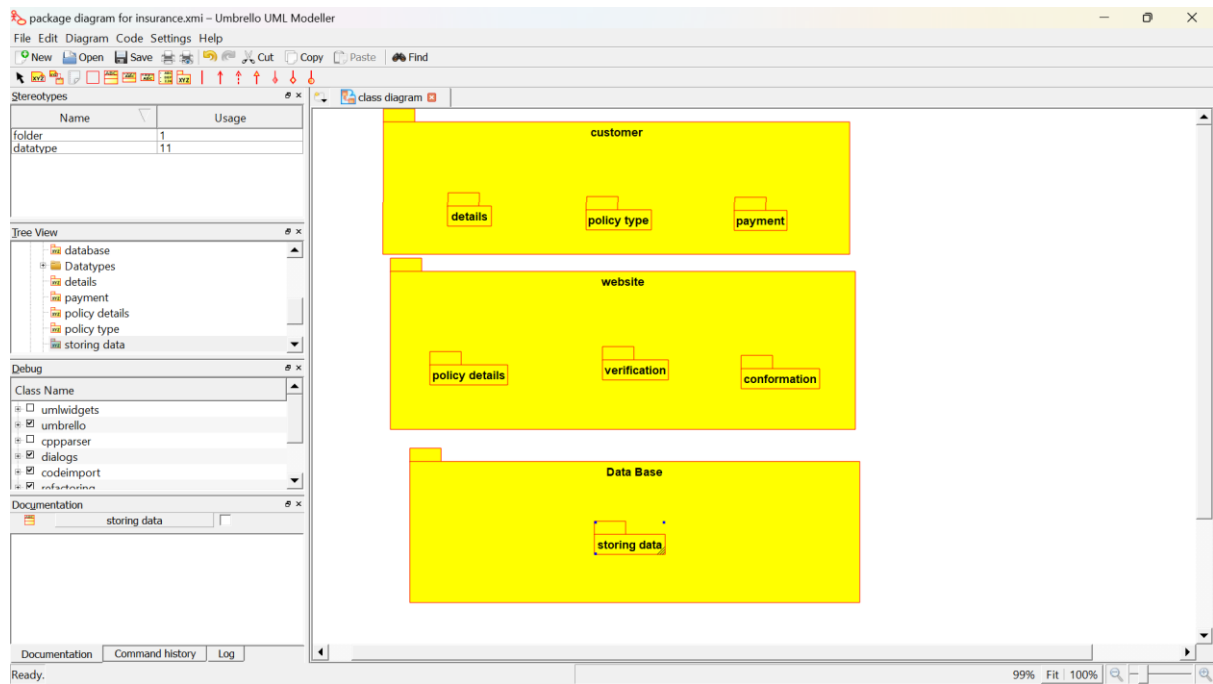 package diagram for insurance.xmi – Umbrello UML Modeller
File Edit Diagram Code Settings Help
New Open Save Cut Copy Paste Find
Stereotypes
class diagram
Name Usage
folder 1
datatype 11
Tree View
database
Datatypes
details
payment
policy details
policy type
storing data
Debug
Class Name
umlwidgets
umbrello
cppparser
dialogs
codeimport
refactoring
Documentation
storing data
Documentation Command history Log
customer
details policy type payment
website
policy details verification conformation
Data Base
storing data
Ready.
99% Fit 100%